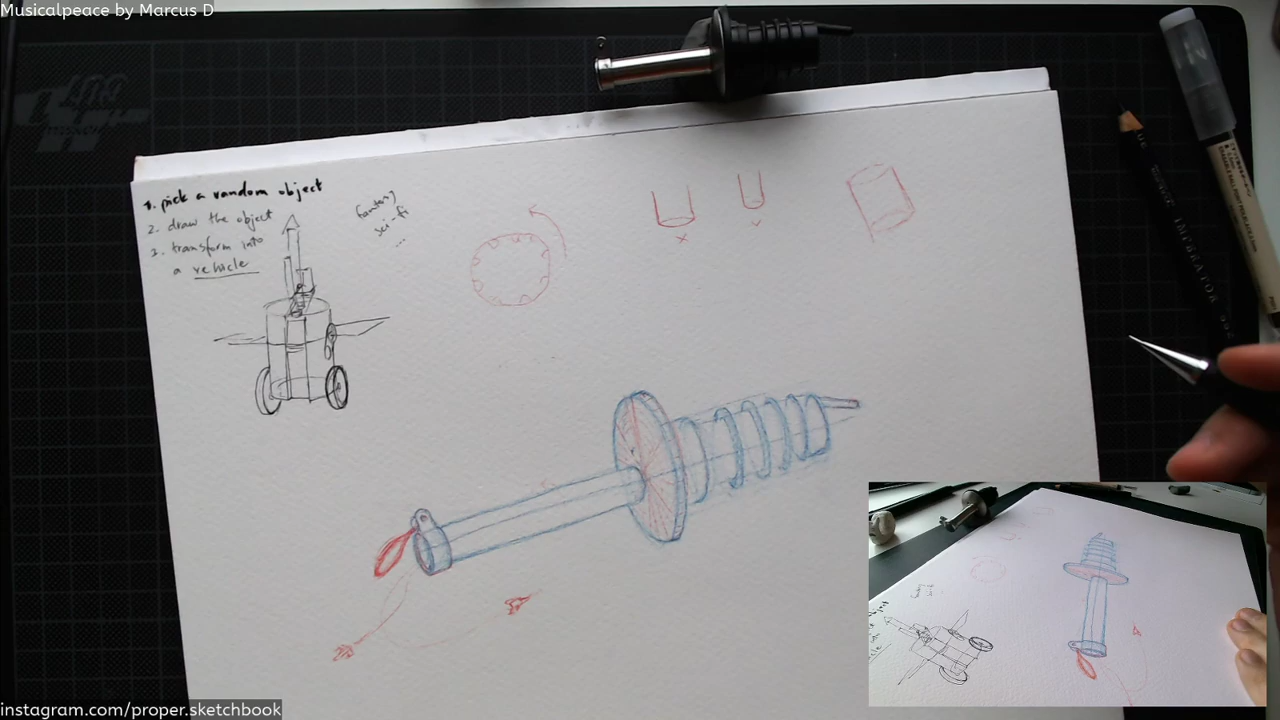 Musicalpeace by Marcus D
1. pick a random object
2. draw the object
3. transform into
a vehicle
fantasy
sci-fi
...
x
instagram.com/proper.sketchbook